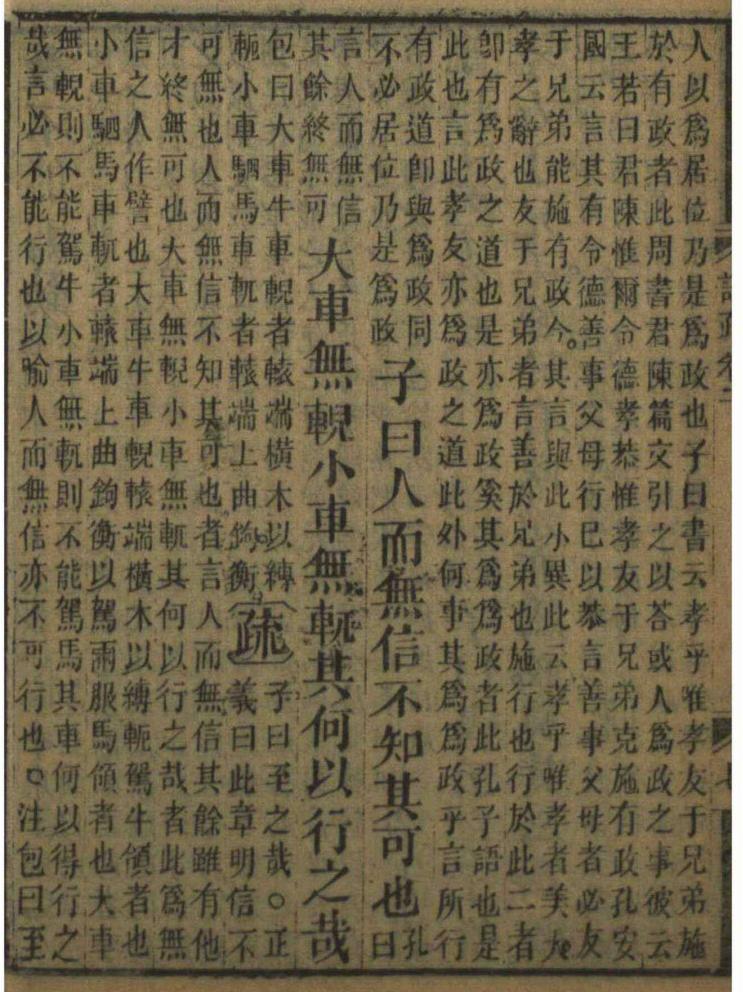 人以爲居位乃是爲政也子曰書云孝乎唯孝友于兄弟施
於有政者此周書君陳篇文引之以荅或人爲政之事彼云
王若曰君陳惟爾令德孝恭惟孝友于兄弟克施有政孔安
國云言其有令德善事父母行巳以恭言善事父母者必友
于兄弟能施有政令其言與此小異此云孝乎唯孝者美大
孝之辭也友于兄弟者言善於兄弟也施行也行於此二者
卽有爲政之道也是亦爲政奚其爲爲政者此孔子語也是
此也言此孝友亦爲政之道此外何事其爲爲政乎言所行
有政道卽與爲政同
不必居位乃是爲政
子曰人而無信不知其可也
孔
曰
言人而無信
其餘終無可
大車無輗小車無軏其何以行之哉
包曰大車牛車輗者轅端橫木以縛
軛小車駟馬車軏者轅端上曲鉤衡
疏
子曰至之哉○正
義曰此章明信不
可無也人而無信不知其可也者言人而無信其餘雖有他
才終無可也大車無輗小車無軏其何以行之哉者此爲無
信之人作譬也大車牛車輗轅端橫木以縛軛駕牛領者也
小車駟馬車軏者轅端上曲鉤衡以駕兩服馬領者也大車
無輗則不能駕牛小車無軏則不能駕馬其車何以得行之
哉言必不能行也以喻人而無信亦不可行也○注包曰至